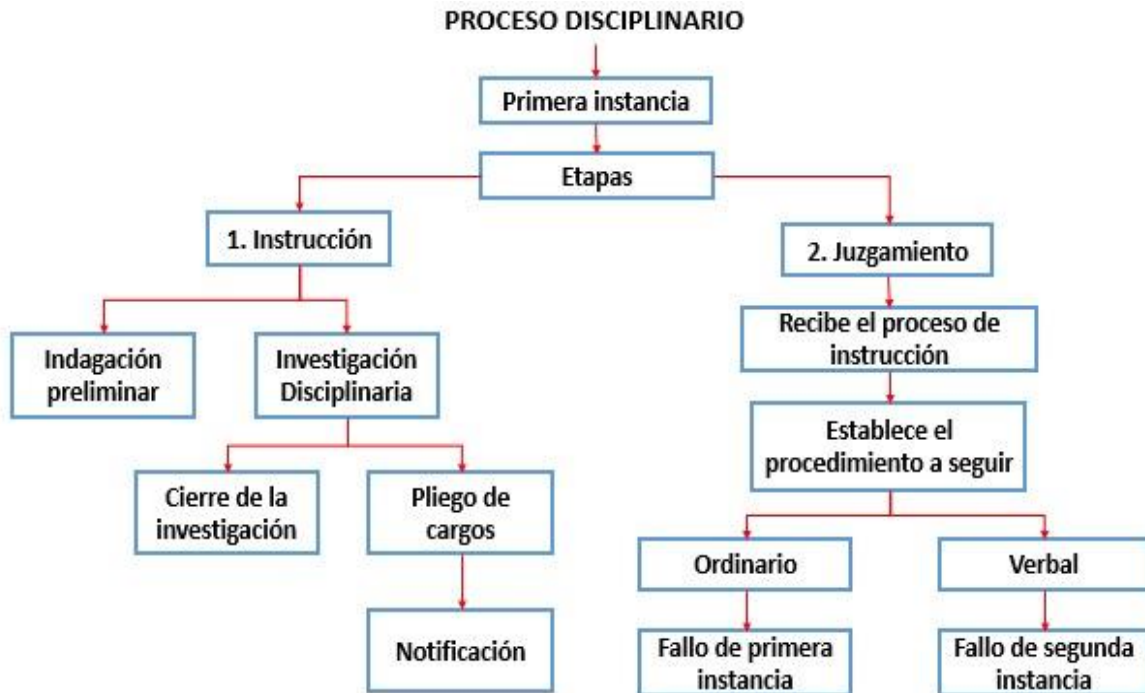 PROCESO DISCIPLINARIO
Primera instancia
Etapas
1. Instrucción
2. Juzgamiento
Indagación
preliminar
Investigación
Disciplinaria
Recibe el proceso de
instrucción
Cierre de la
investigación
Pliego de
cargos
Establece el
procedimiento a seguir
Notificación
Ordinario
Verbal
Fallo de primera
instancia
Fallo de segunda
instancia